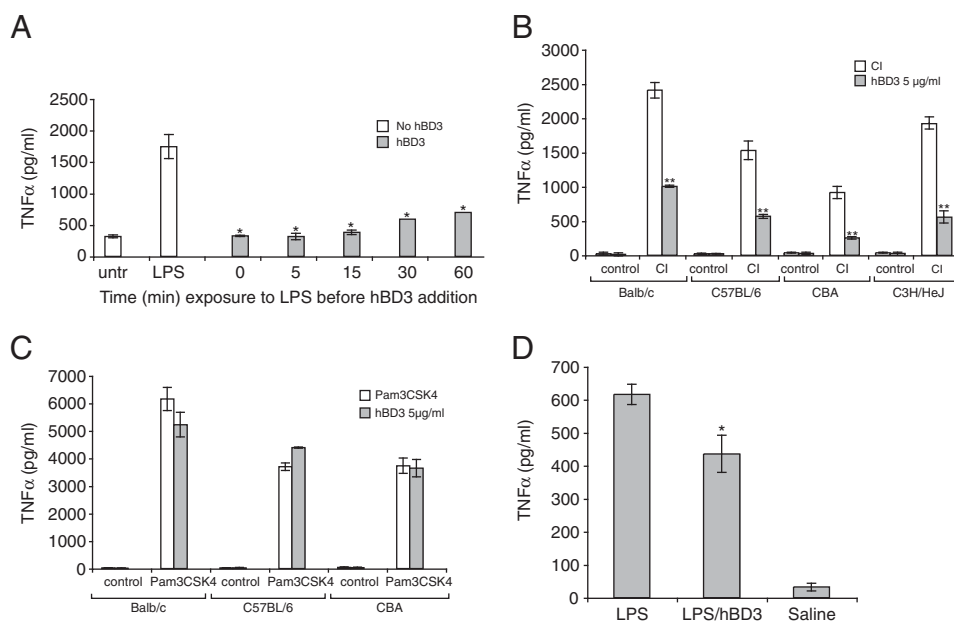 A
TNFα (pg/ml)
2500
2000
1500
1000
500
0
No hBD3
hBD3
* * * * *
untr LPS 0 5 15 30 60
Time (min) exposure to LPS before hBD3 addition
B
TNFα (pg/ml)
3000
2500
2000
1500
1000
500
0
CI
hBD3 5 μg/ml
** ** ** **
control CI control CI control CI control CI
Balb/c C57BL/6 CBA C3H/HeJ
C
TNFα (pg/ml)
7000
6000
5000
4000
3000
2000
1000
0
Pam3CSK4
hBD3 5μg/ml
control Pam3CSK4 control Pam3CSK4 control Pam3CSK4
Balb/c C57BL/6 CBA
D
TNFα (pg/ml)
700
600
500
400
300
200
100
0
*
LPS LPS/hBD3 Saline